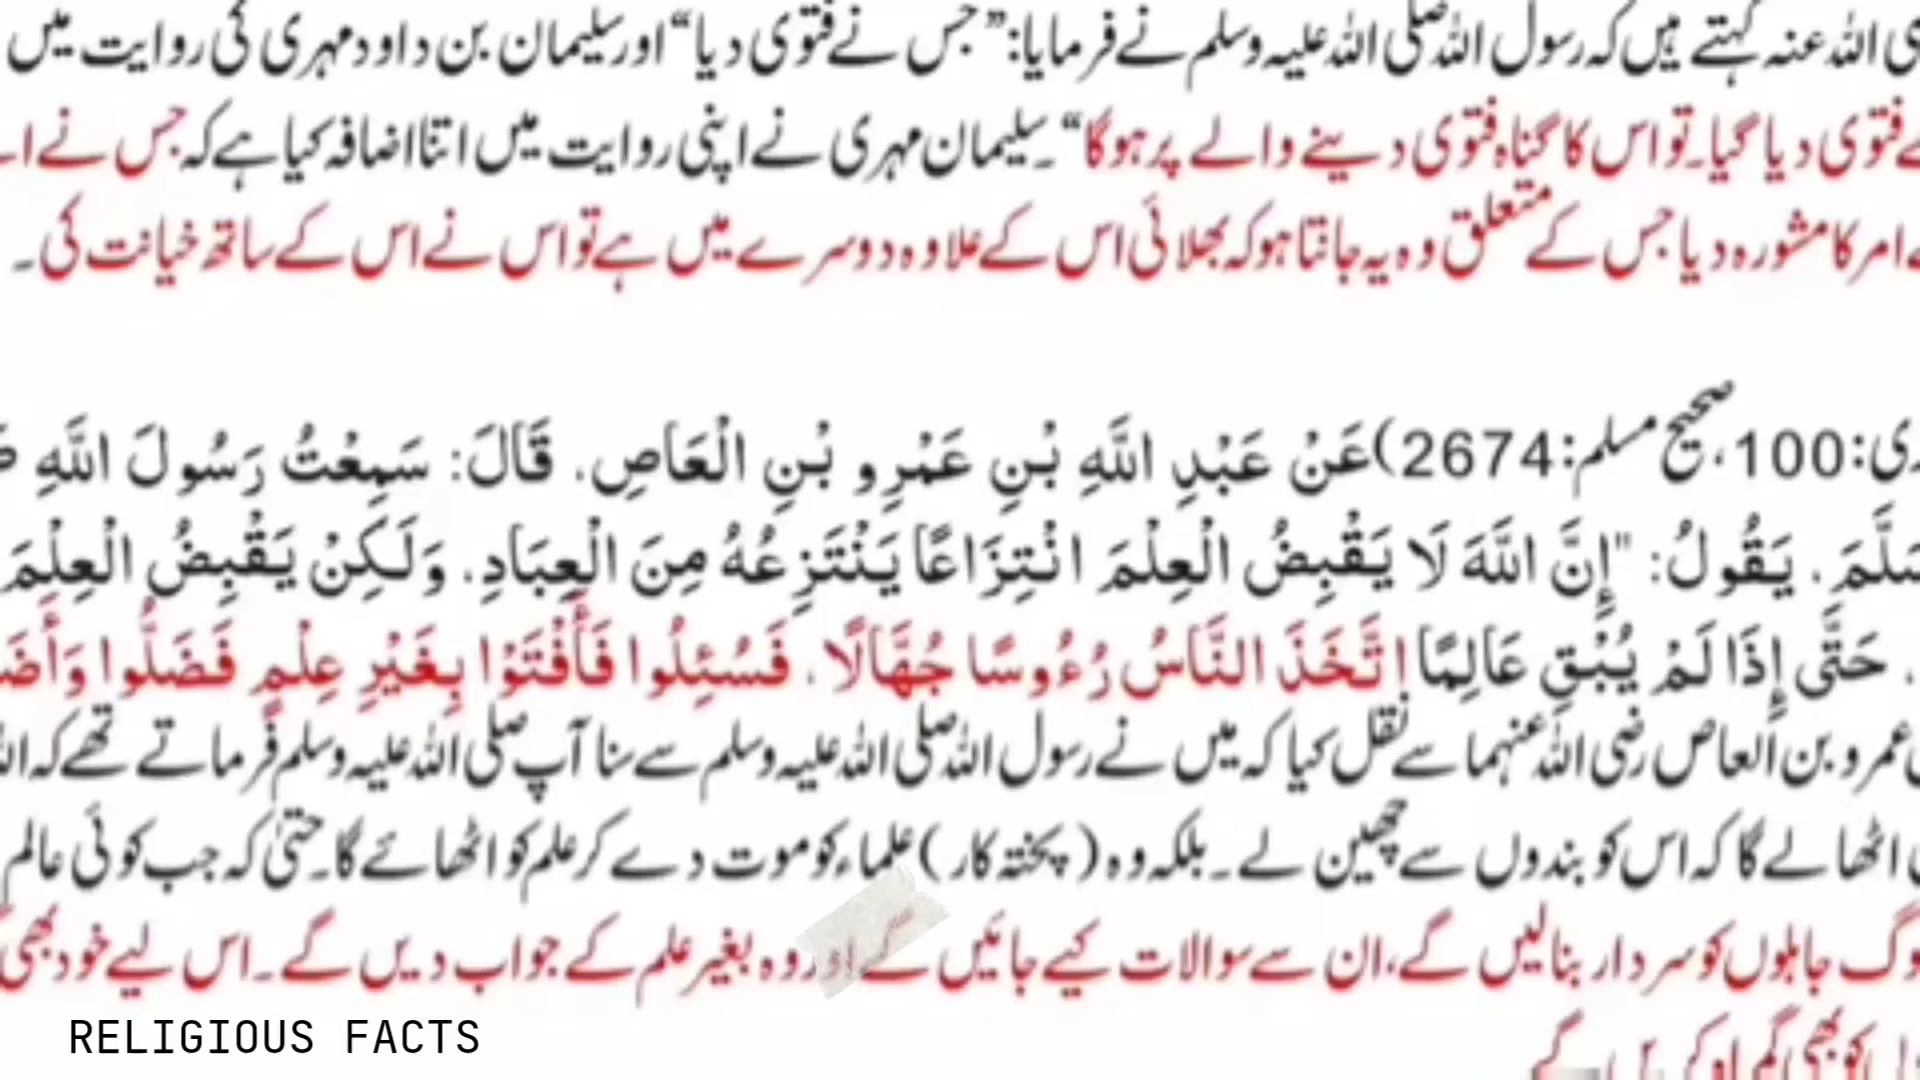 اللہ عنہ کہتے ہیں کہ رسول اللہ صلی اللہ علیہ وسلم نے فرمایا: ”جس نے فتویٰ دیا“ اور سلیمان بن داود مہری کی روایت میں
فتویٰ دیا گیا۔ تو اس کا گناہ فتویٰ دینے والے پر ہوگا“۔ سلیمان مہری نے اپنی روایت میں اتنا اضافہ کیا ہے کہ جس نے
امر کا مشورہ دیا جس کے متعلق وہ یہ جانتا ہو کہ بھلائی اس کے علاوہ دوسرے میں ہے تو اس نے اس کے ساتھ خیانت کی۔
:100، صحیح مسلم:2674) عَنْ عَبْدِ اللَّهِ بْنِ عَمْرِو بْنِ الْعَاصِ، قَالَ: سَمِعْتُ رَسُولَ اللَّهِ
يَقُولُ: "إِنَّ اللَّهَ لَا يَقْبِضُ الْعِلْمَ انْتِزَاعًا يَنْتَزِعُهُ مِنَ الْعِبَادِ، وَلَكِنْ يَقْبِضُ الْعِلْمَ
، حَتَّى إِذَا لَمْ يُبْقِ عَالِمًا اتَّخَذَ النَّاسُ رُءُوسًا جُهَّالًا، فَسُئِلُوا فَأَفْتَوْا بِغَيْرِ عِلْمٍ فَضَلُّوا
عمرو بن العاص رضی اللہ عنہما سے نقل کیا کہ میں نے رسول اللہ صلی اللہ علیہ وسلم سے سنا آپ صلی اللہ علیہ وسلم فرماتے تھے کہ
اٹھا لے گا کہ اس کو بندوں سے چھین لے۔ بلکہ وہ (پختہ کار) علماء کو موت دے کر علم کو اٹھائے گا۔ حتیٰ کہ جب کوئی عالم
جاہلوں کو سردار بنا لیں گے، ان سے سوالات کیے جائیں گے اور وہ بغیر علم کے جواب دیں گے۔ اس لیے خود بھی
RELIGIOUS FACTS